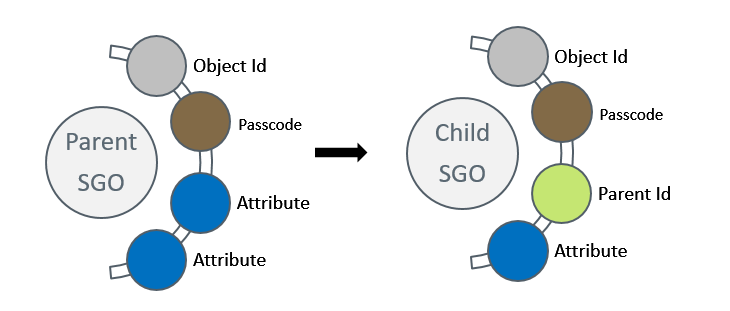 Parent
SGO
Object Id
Passcode
Attribute
Attribute
Child
SGO
Object Id
Passcode
Parent Id
Attribute